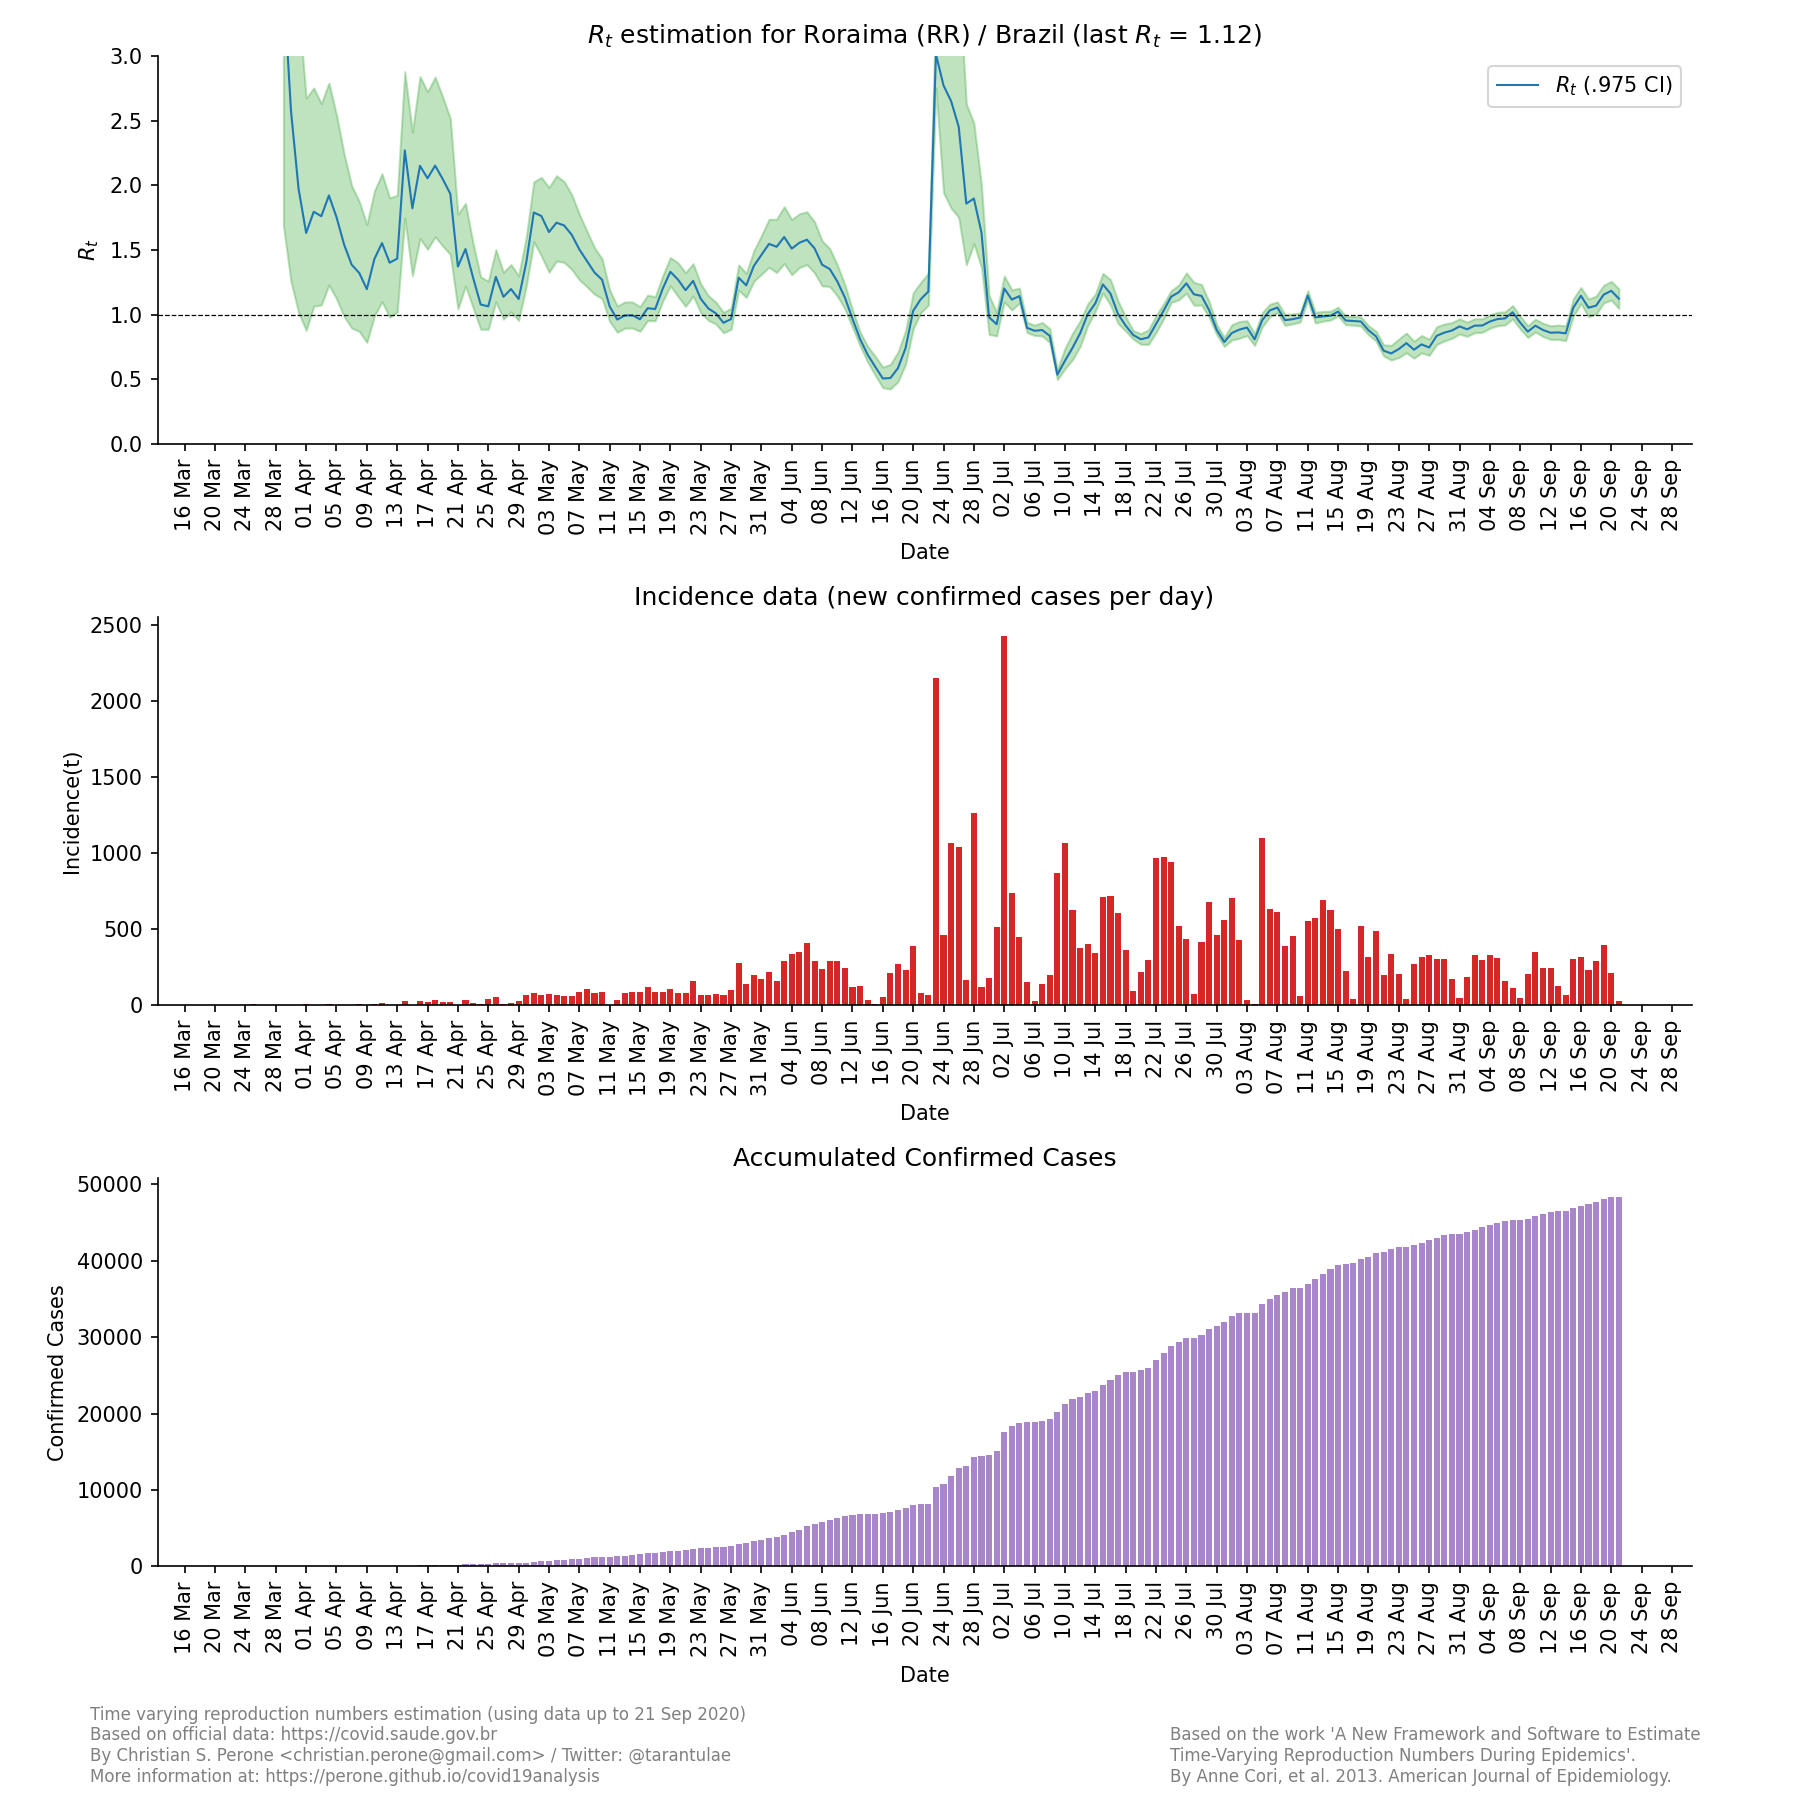 Rt estimation for Roraima (RR) / Brazil (last Rt = 1.12)
3.0
2.5
2.0
1.5
1.0
0.5
0.0
Rt
Rt (.975 CI)
16 Mar 20 Mar 24 Mar 28 Mar 01 Apr 05 Apr 09 Apr 13 Apr 17 Apr 21 Apr 25 Apr 29 Apr 03 May 07 May 11 May 15 May 19 May 23 May 27 May 31 May 04 Jun 08 Jun 12 Jun 16 Jun 20 Jun 24 Jun 28 Jun 02 Jul 06 Jul 10 Jul 14 Jul 18 Jul 22 Jul 26 Jul 30 Jul 03 Aug 07 Aug 11 Aug 15 Aug 19 Aug 23 Aug 27 Aug 31 Aug 04 Sep 08 Sep 12 Sep 16 Sep 20 Sep 24 Sep 28 Sep
Date
Incidence data (new confirmed cases per day)
2500
2000
1500
1000
500
0
Incidence(t)
16 Mar 20 Mar 24 Mar 28 Mar 01 Apr 05 Apr 09 Apr 13 Apr 17 Apr 21 Apr 25 Apr 29 Apr 03 May 07 May 11 May 15 May 19 May 23 May 27 May 31 May 04 Jun 08 Jun 12 Jun 16 Jun 20 Jun 24 Jun 28 Jun 02 Jul 06 Jul 10 Jul 14 Jul 18 Jul 22 Jul 26 Jul 30 Jul 03 Aug 07 Aug 11 Aug 15 Aug 19 Aug 23 Aug 27 Aug 31 Aug 04 Sep 08 Sep 12 Sep 16 Sep 20 Sep 24 Sep 28 Sep
Date
Accumulated Confirmed Cases
50000
40000
30000
20000
10000
0
Confirmed Cases
16 Mar 20 Mar 24 Mar 28 Mar 01 Apr 05 Apr 09 Apr 13 Apr 17 Apr 21 Apr 25 Apr 29 Apr 03 May 07 May 11 May 15 May 19 May 23 May 27 May 31 May 04 Jun 08 Jun 12 Jun 16 Jun 20 Jun 24 Jun 28 Jun 02 Jul 06 Jul 10 Jul 14 Jul 18 Jul 22 Jul 26 Jul 30 Jul 03 Aug 07 Aug 11 Aug 15 Aug 19 Aug 23 Aug 27 Aug 31 Aug 04 Sep 08 Sep 12 Sep 16 Sep 20 Sep 24 Sep 28 Sep
Date
Time varying reproduction numbers estimation (using data up to 21 Sep 2020)
Based on official data: https://covid.saude.gov.br
By Christian S. Perone <christian.perone@gmail.com> / Twitter: @tarantulae
More information at: https://perone.github.io/covid19analysis
Based on the work 'A New Framework and Software to Estimate
Time-Varying Reproduction Numbers During Epidemics'.
By Anne Cori, et al. 2013. American Journal of Epidemiology.